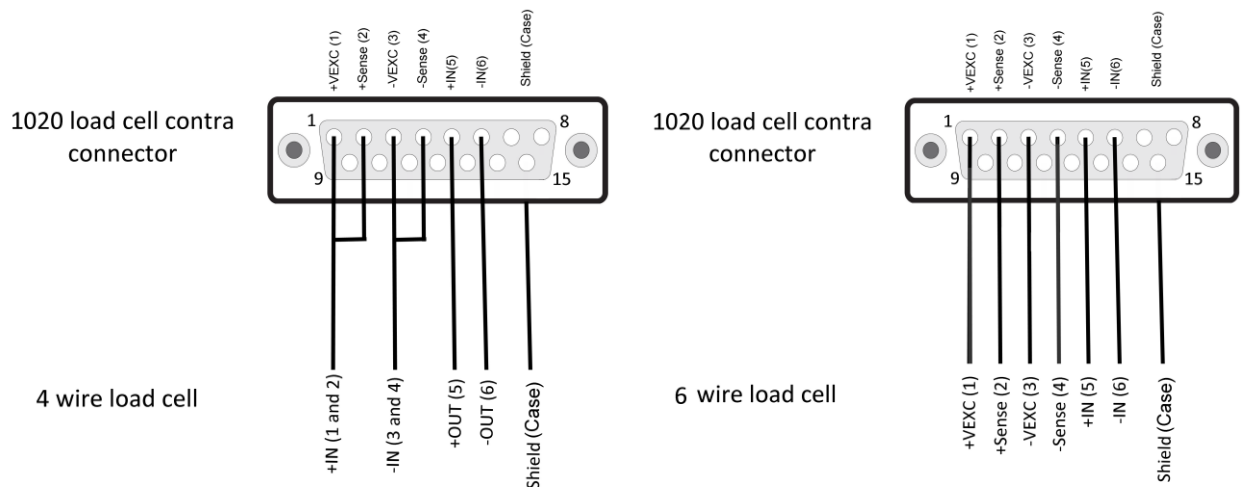 +VEXC (1)
+Sense (2)
-VEXC (3)
-Sense (4)
+IN(5)
-IN(6)
Shield (Case)
1020 load cell contra
connector
1
8
9
15
4 wire load cell
+IN (1 and 2)
-IN (3 and 4)
+OUT (5)
-OUT (6)
Shield (Case)
+VEXC (1)
+Sense (2)
-VEXC (3)
-Sense (4)
+IN(5)
-IN(6)
Shield (Case)
1020 load cell contra
connector
1
8
9
15
6 wire load cell
+VEXC (1)
+Sense (2)
-VEXC (3)
-Sense (4)
+IN (5)
-IN (6)
Shield (Case)